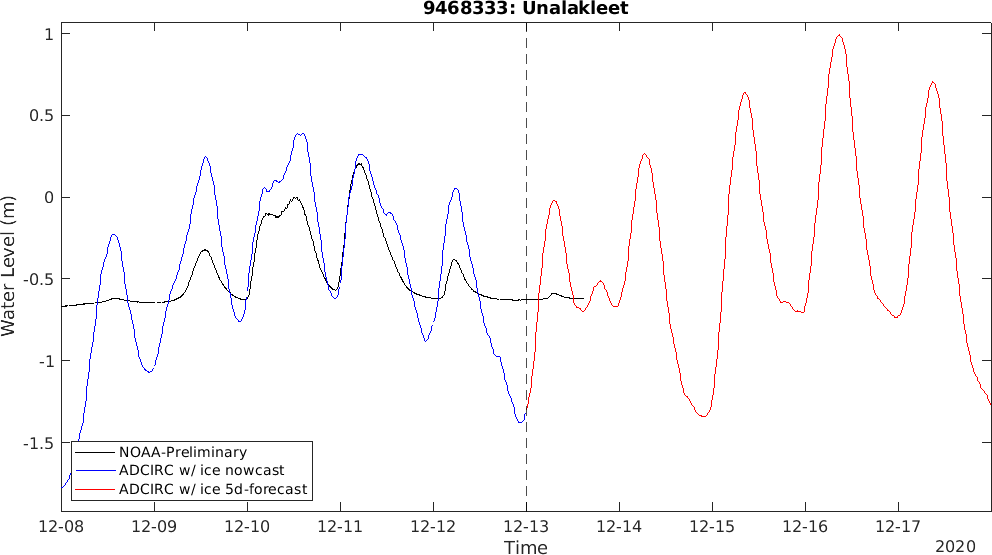 9468333: Unalakleet
Water Level (m)
1
0.5
0
-0.5
-1
-1.5
NOAA-Preliminary
ADCIRC w/ ice nowcast
ADCIRC w/ ice 5d-forecast
12-08 12-09 12-10 12-11 12-12 12-13 12-14 12-15 12-16 12-17
Time
2020